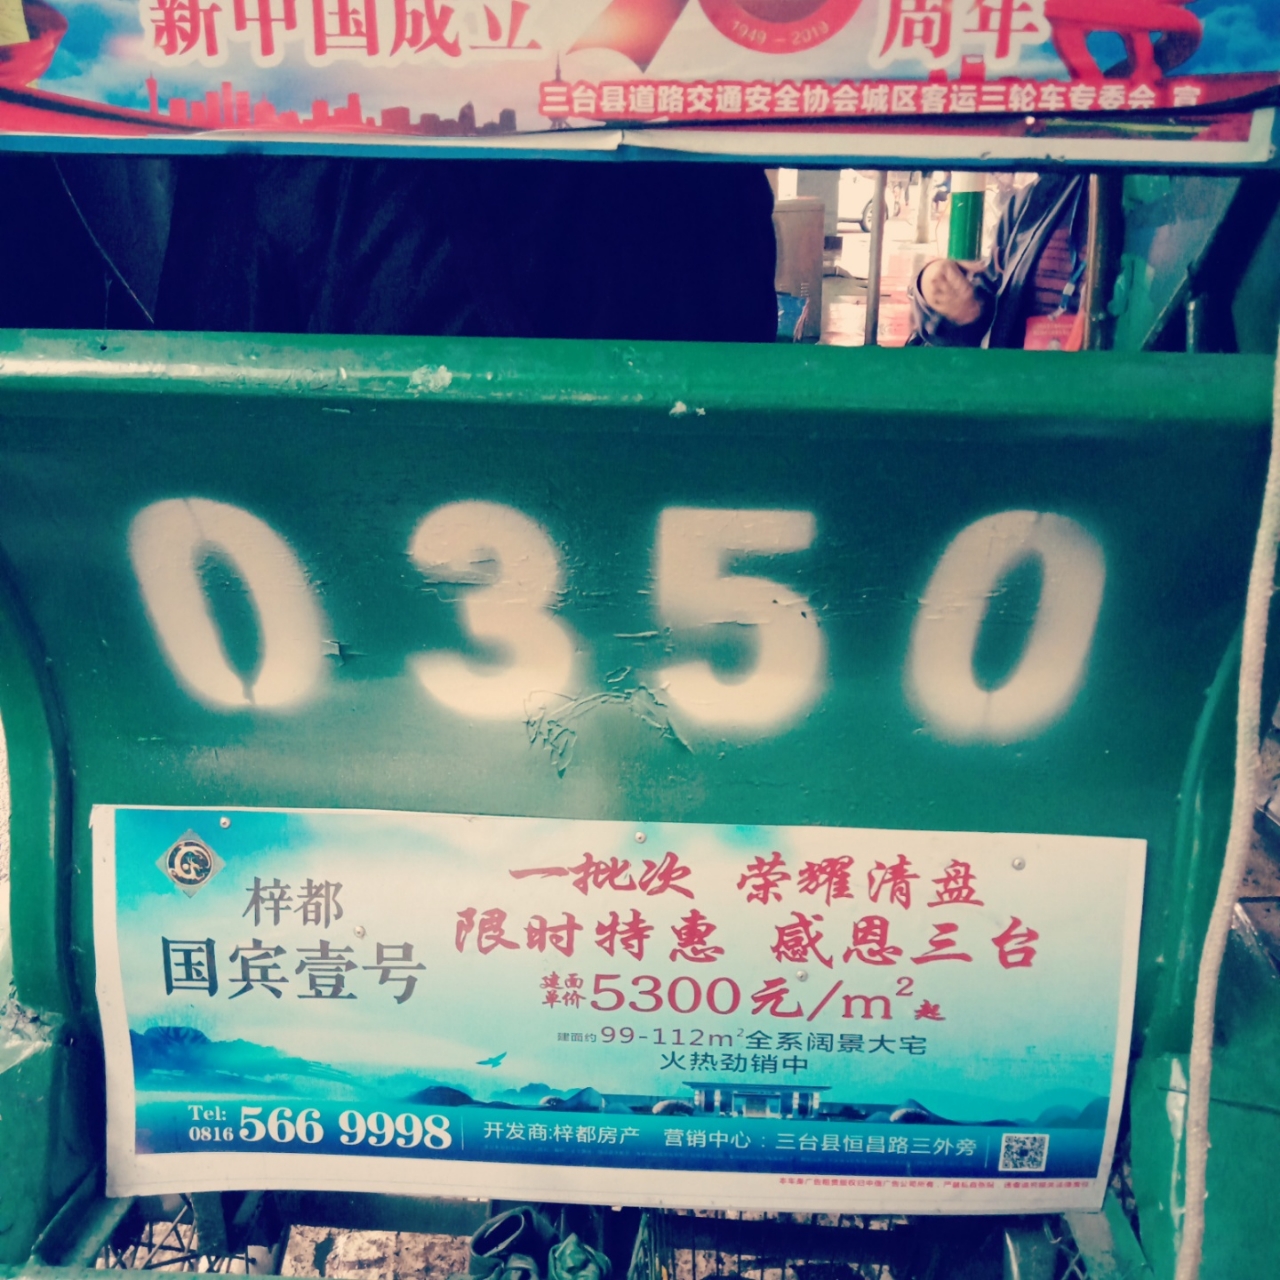 新中国成立 周年
1949-2019
三台县道路交通安全协会城区客运三轮车专委会 宣
0350
梓都
国宾壹号
一批次 荣耀清盘
限时特惠 感恩三台
建面单价5300元/m²起
建面约99-112m²全系阔景大宅
火热劲销中
Tel: 0816 566 9998
开发商:梓都房产 营销中心:三台县恒昌路三外旁